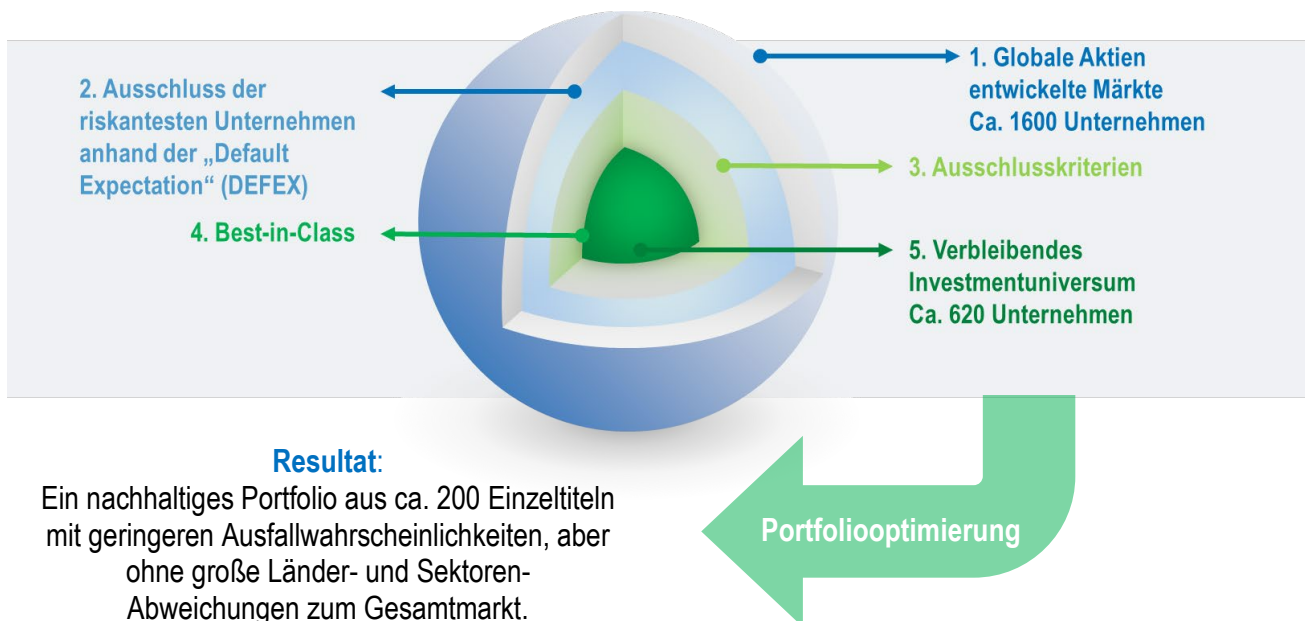 1. Globale Aktien
entwickelte Märkte
Ca. 1600 Unternehmen
2. Ausschluss der
riskantesten Unternehmen
anhand der „Default
Expectation“ (DEFEX)
3. Ausschlusskriterien
4. Best-in-Class
5. Verbleibendes
Investmentuniversum
Ca. 620 Unternehmen
Portfoliooptimierung
Resultat:
Ein nachhaltiges Portfolio aus ca. 200 Einzeltiteln
mit geringeren Ausfallwahrscheinlichkeiten, aber
ohne große Länder- und Sektoren-
Abweichungen zum Gesamtmarkt.